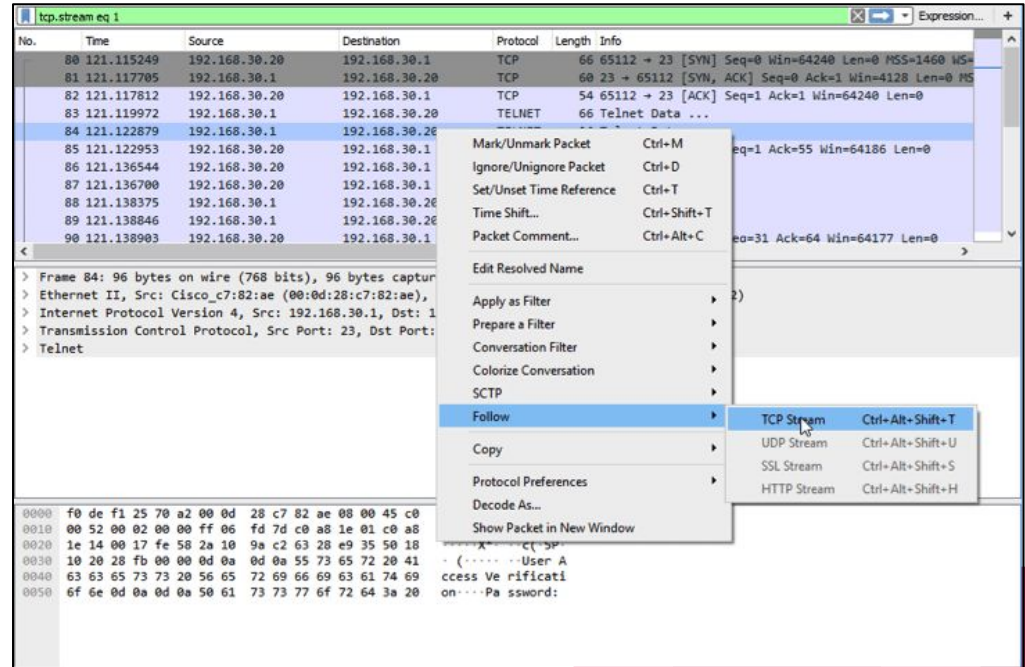 tcp.stream eq 1 Expression... +
No. Time Source Destination Protocol Length Info
80 121.115249 192.168.30.20 192.168.30.1 TCP 66 65112 → 23 [SYN] Seq=0 Win=64240 Len=0 MSS=1460 WS=
81 121.117705 192.168.30.1 192.168.30.20 TCP 60 23 → 65112 [SYN, ACK] Seq=0 Ack=1 Win=4128 Len=0 MS
82 121.117812 192.168.30.20 192.168.30.1 TCP 54 65112 → 23 [ACK] Seq=1 Ack=1 Win=64240 Len=0
83 121.119972 192.168.30.1 192.168.30.20 TELNET 66 Telnet Data ...
84 121.122879 192.168.30.1 192.168.30.20
85 121.122953 192.168.30.20 192.168.30.1 eq=1 Ack=55 Win=64186 Len=0
86 121.136544 192.168.30.20 192.168.30.1
87 121.136700 192.168.30.20 192.168.30.1
88 121.138375 192.168.30.1 192.168.30.20
89 121.138846 192.168.30.1 192.168.30.20
90 121.138903 192.168.30.20 192.168.30.1 eq=31 Ack=64 Win=64177 Len=0
Mark/Unmark Packet Ctrl+M
Ignore/Unignore Packet Ctrl+D
Set/Unset Time Reference Ctrl+T
Time Shift... Ctrl+Shift+T
Packet Comment... Ctrl+Alt+C
Edit Resolved Name
Apply as Filter
Prepare a Filter
Conversation Filter
Colorize Conversation
SCTP
Follow
Copy
Protocol Preferences
Decode As...
Show Packet in New Window
TCP Stream Ctrl+Alt+Shift+T
UDP Stream Ctrl+Alt+Shift+U
SSL Stream Ctrl+Alt+Shift+S
HTTP Stream Ctrl+Alt+Shift+H
> Frame 84: 96 bytes on wire (768 bits), 96 bytes captur
> Ethernet II, Src: Cisco_c7:82:ae (00:0d:28:c7:82:ae), 2)
> Internet Protocol Version 4, Src: 192.168.30.1, Dst: 1
> Transmission Control Protocol, Src Port: 23, Dst Port:
> Telnet
0000 f0 de f1 25 70 a2 00 0d 28 c7 82 ae 08 00 45 c0
0010 00 52 00 02 00 00 ff 06 fd 7d c0 a8 1e 01 c0 a8
0020 1e 14 00 17 fe 58 2a 10 9a c2 63 28 e9 35 50 18 ·····X*· ··c(·5P·
0030 10 20 28 fb 00 00 0d 0a 0d 0a 55 73 65 72 20 41 · (····· ··User A
0040 63 63 65 73 73 20 56 65 72 69 66 69 63 61 74 69 ccess Ve rificati
0050 6f 6e 0d 0a 0d 0a 50 61 73 73 77 6f 72 64 3a 20 on····Pa ssword: